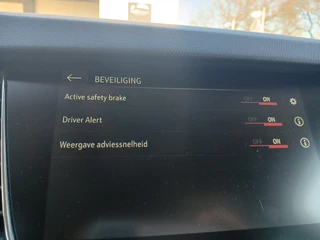 BEVEILIGING
Active safety brake OFF ON
Driver Alert OFF ON
Weergave adviessnelheid OFF ON